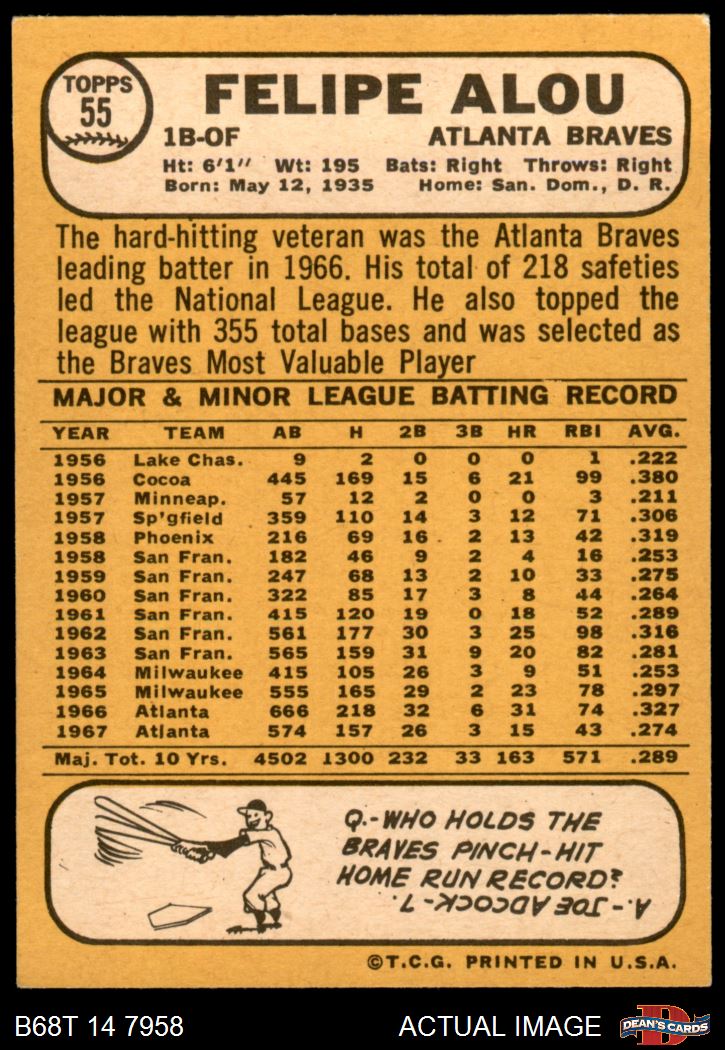 TOPPS
55
FELIPE ALOU
1B-OF ATLANTA BRAVES
Ht: 6'1" Wt: 195 Bats: Right Throws: Right
Born: May 12, 1935 Home: San. Dom., D. R.
The hard-hitting veteran was the Atlanta Braves
leading batter in 1966. His total of 218 safeties
led the National League. He also topped the
league with 355 total bases and was selected as
the Braves Most Valuable Player
MAJOR & MINOR LEAGUE BATTING RECORD
YEAR TEAM AB H 2B 3B HR RBI AVG.
1956 Lake Chas. 9 2 0 0 0 1 .222
1956 Cocoa 445 169 15 6 21 99 .380
1957 Minneap. 57 12 2 0 0 3 .211
1957 Sp'gfield 359 110 14 3 12 71 .306
1958 Phoenix 216 69 16 2 13 42 .319
1958 San Fran. 182 46 9 2 4 16 .253
1959 San Fran. 247 68 13 2 10 33 .275
1960 San Fran. 322 85 17 3 8 44 .264
1961 San Fran. 415 120 19 0 18 52 .289
1962 San Fran. 561 177 30 3 25 98 .316
1963 San Fran. 565 159 31 9 20 82 .281
1964 Milwaukee 415 105 26 3 9 51 .253
1965 Milwaukee 555 165 29 2 23 78 .297
1966 Atlanta 666 218 32 6 31 74 .327
1967 Atlanta 574 157 26 3 15 43 .274
Maj. Tot. 10 Yrs. 4502 1300 232 33 163 571 .289
Q.-WHO HOLDS THE
BRAVES PINCH-HIT
HOME RUN RECORD?
A.-JOE ADCOCK-7.
©T.C.G. PRINTED IN U.S.A.
B68T 14 7958 ACTUAL IMAGE D
DEAN'S CARDS